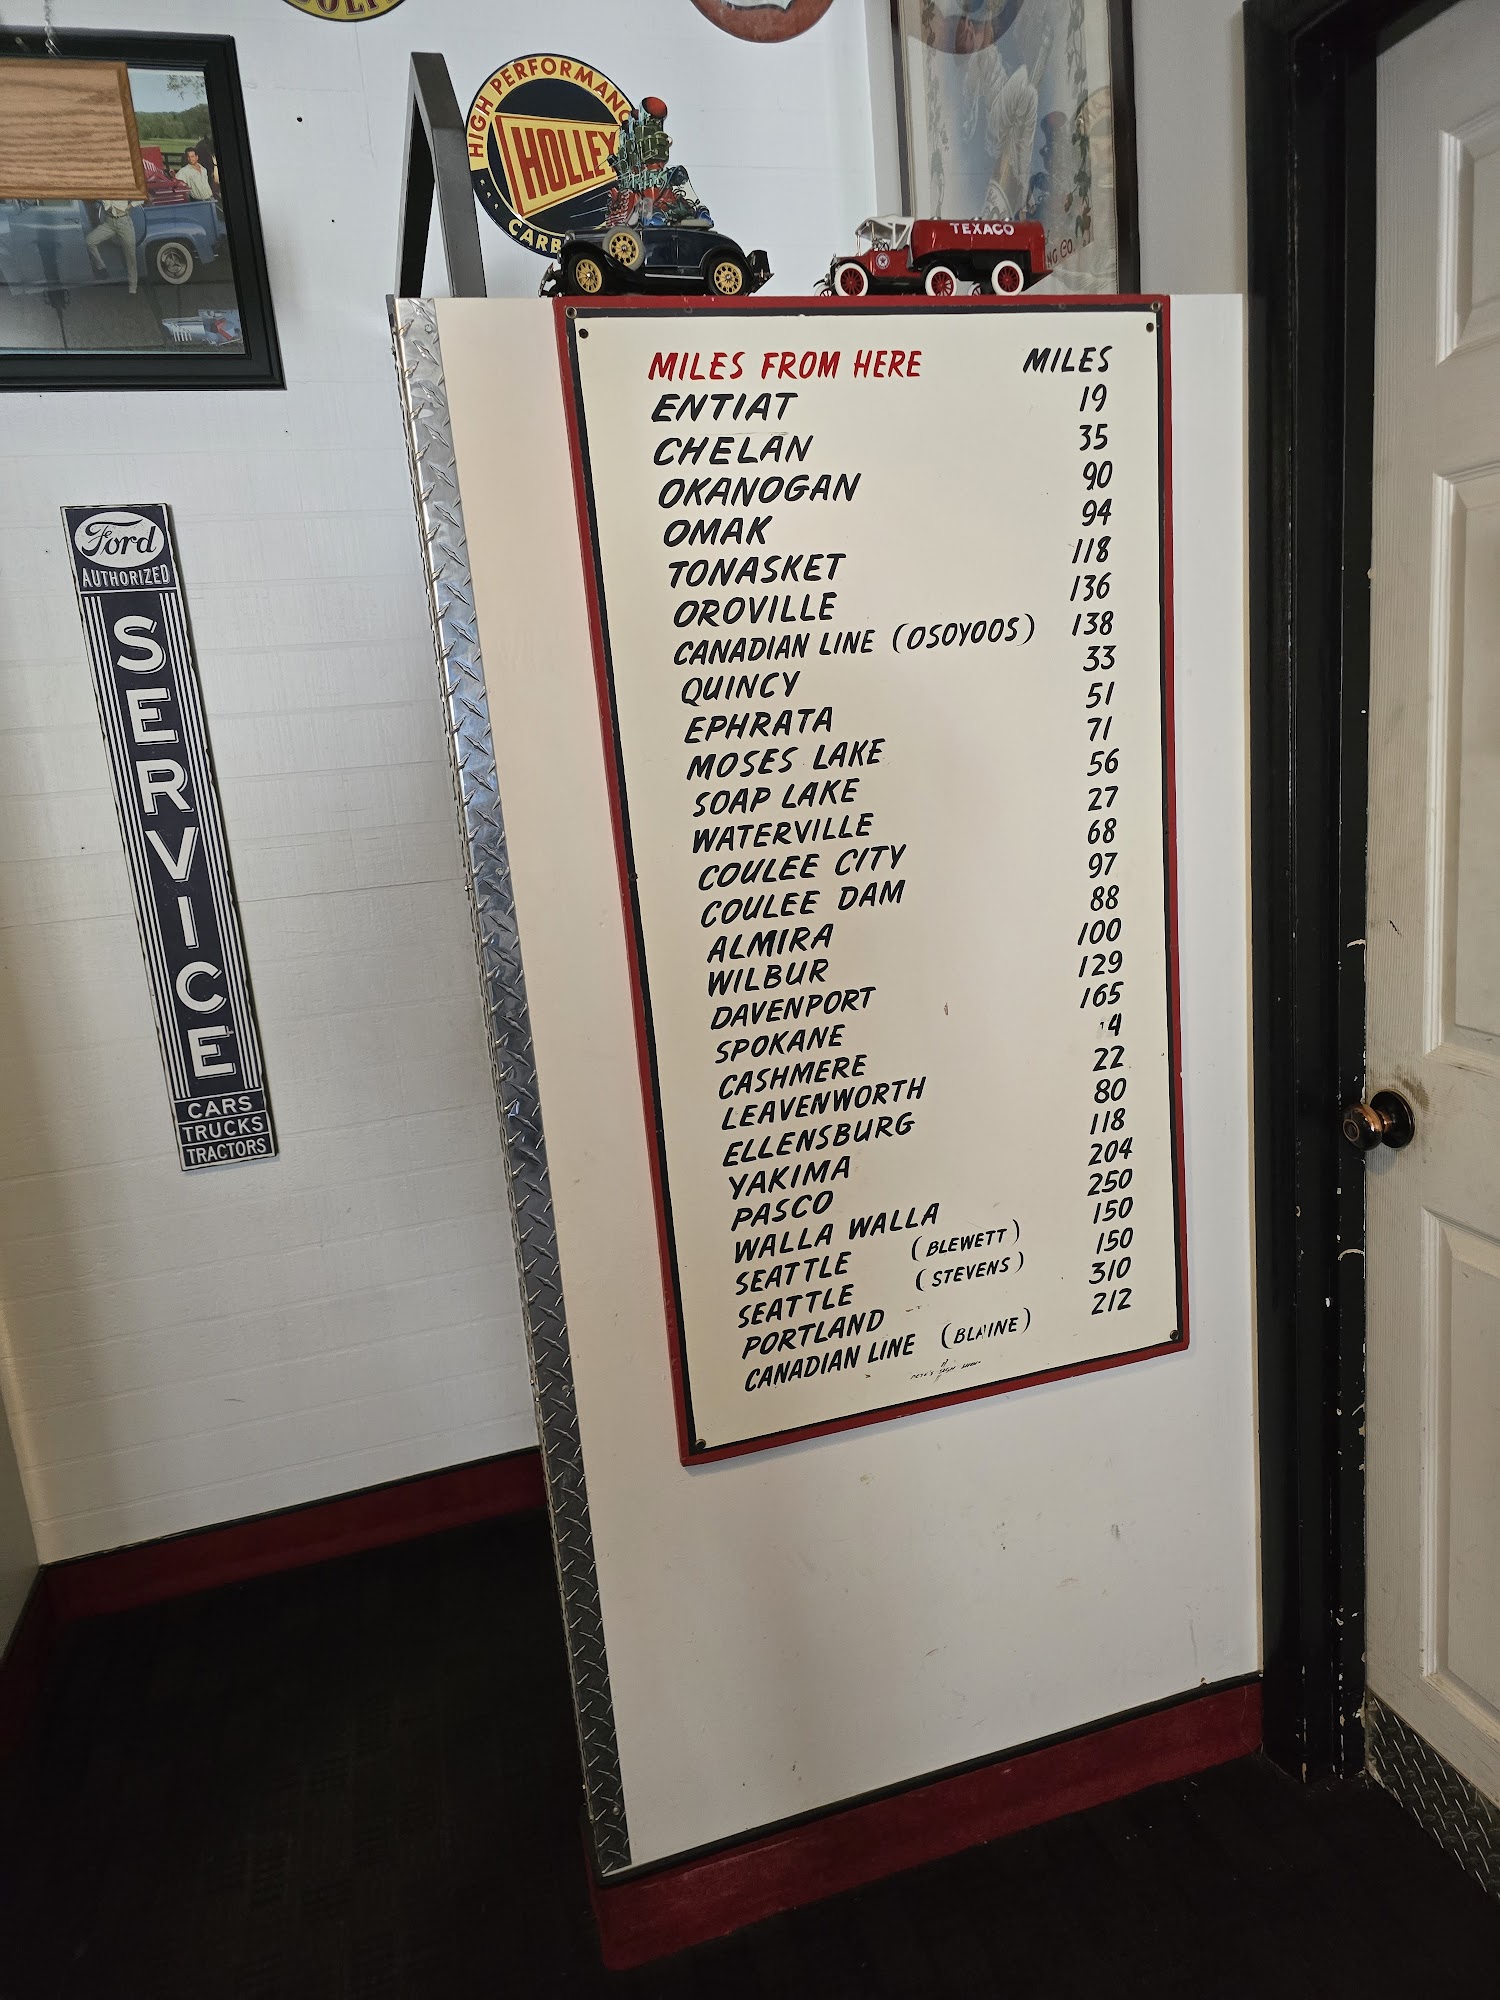 HIGH PERFORMANC
HOLLEY
CARB
TEXACO
NG CO.
Ford
AUTHORIZED
SERVICE
CARS
TRUCKS
TRACTORS
MILES FROM HERE MILES
ENTIAT 19
CHELAN 35
OKANOGAN 90
OMAK 94
TONASKET 118
OROVILLE 136
CANADIAN LINE (OSOYOOS) 138
QUINCY 33
EPHRATA 51
MOSES LAKE 71
SOAP LAKE 56
WATERVILLE 27
COULEE CITY 68
COULEE DAM 97
ALMIRA 88
WILBUR 100
DAVENPORT 129
SPOKANE 165
CASHMERE 14
LEAVENWORTH 22
ELLENSBURG 80
YAKIMA 118
PASCO 204
WALLA WALLA 250
SEATTLE (BLEWETT) 150
SEATTLE (STEVENS) 150
PORTLAND 310
CANADIAN LINE (BLAINE) 212